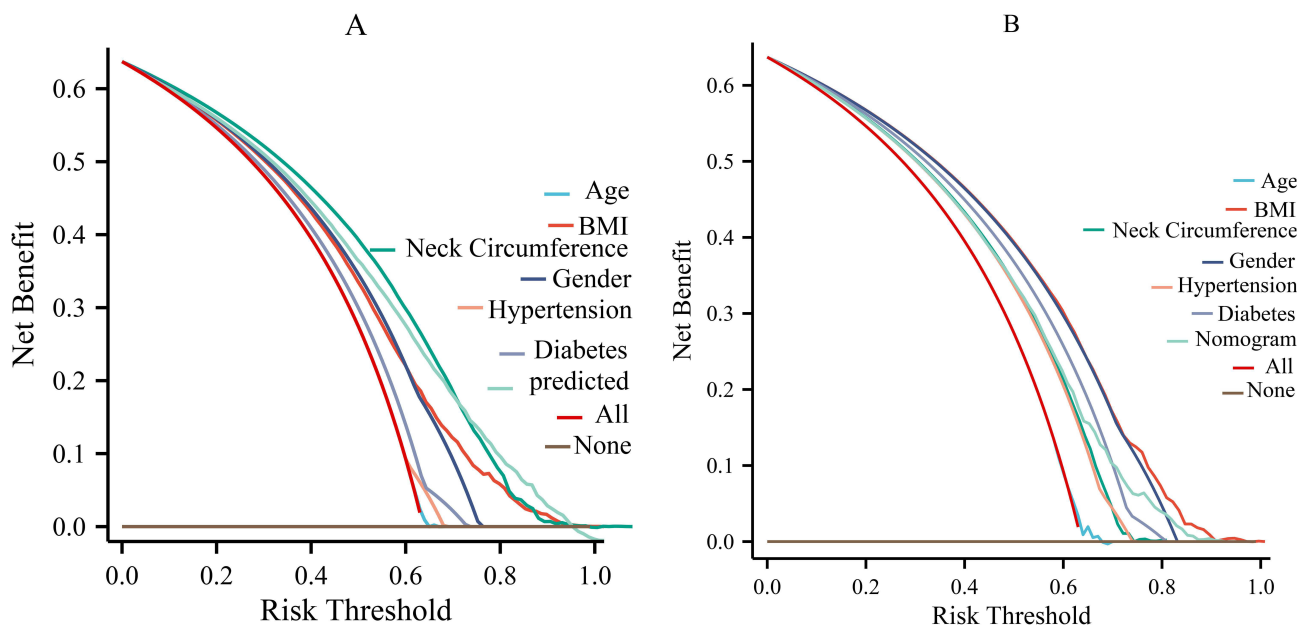 A
Net Benefit
0.6
0.5
0.4
0.3
0.2
0.1
0.0
Age
BMI
Neck Circumference
Gender
Hypertension
Diabetes
predicted
All
None
0.0 0.2 0.4 0.6 0.8 1.0
Risk Threshold
B
Net Benefit
0.6
0.5
0.4
0.3
0.2
0.1
0.0
Age
BMI
Neck Circumference
Gender
Hypertension
Diabetes
Nomogram
All
None
0.0 0.2 0.4 0.6 0.8 1.0
Risk Threshold